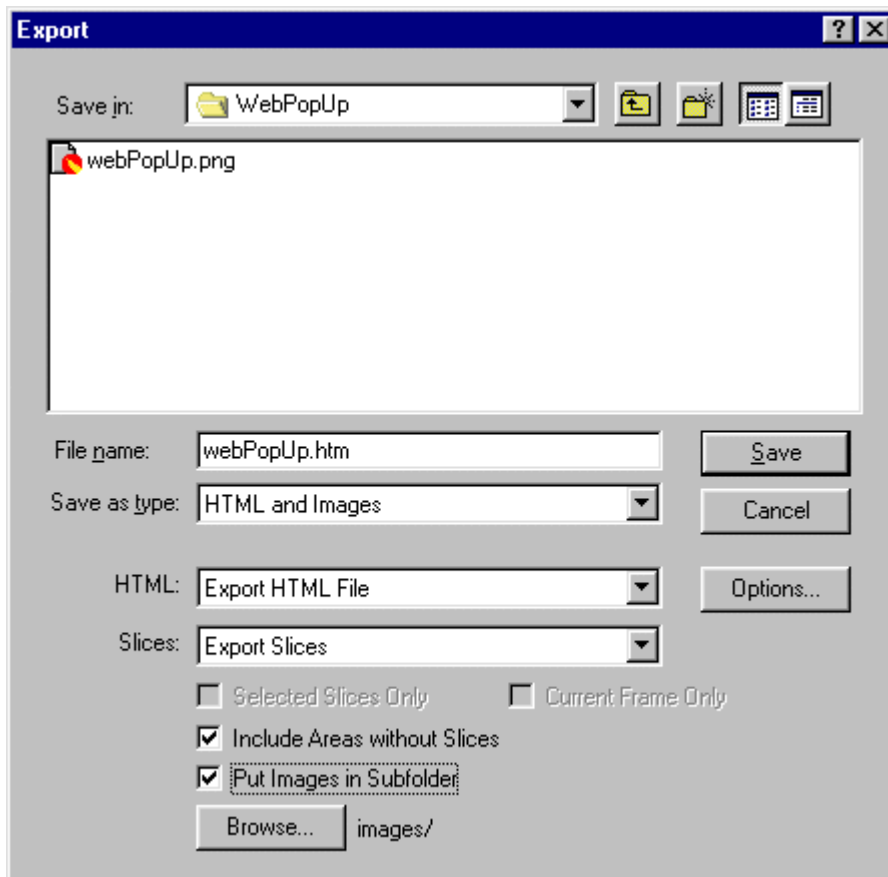 Export
Save in: WebPopUp
webPopUp.png
File name: webPopUp.htm Save
Save as type: HTML and Images Cancel
HTML: Export HTML File Options...
Slices: Export Slices
Selected Slices Only Current Frame Only
Include Areas without Slices
Put Images in Subfolder
Browse... images/